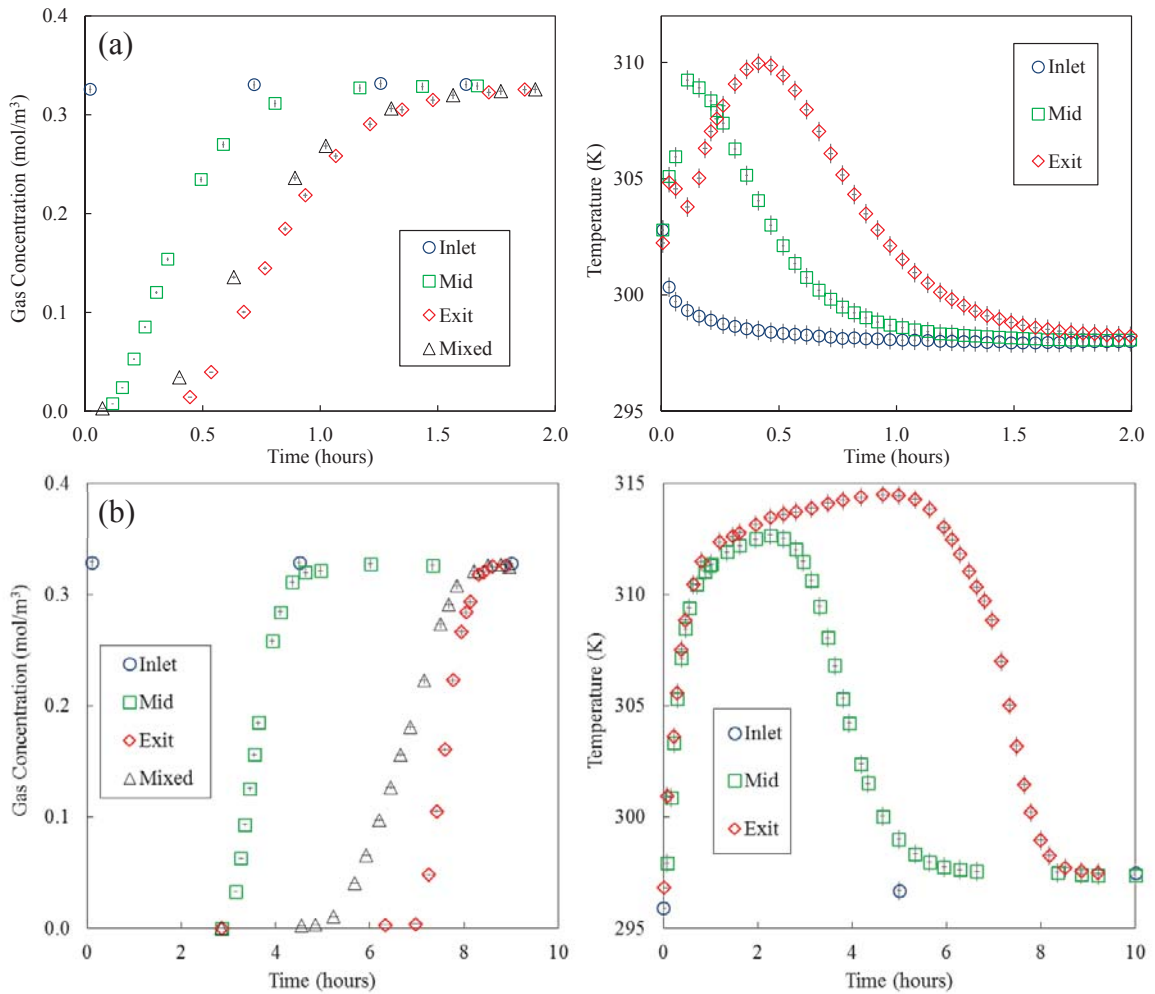 (a)
Gas Concentration (mol/m³)
0.4
0.3
0.2
0.1
0.0
0.0 0.5 1.0 1.5 2.0
Time (hours)
Inlet
Mid
Exit
Mixed
Temperature (K)
310
305
300
295
0.0 0.5 1.0 1.5 2.0
Time (hours)
Inlet
Mid
Exit
(b)
Gas Concentration (mol/m³)
0.4
0.3
0.2
0.1
0.0
0 2 4 6 8 10
Time (hours)
Inlet
Mid
Exit
Mixed
Temperature (K)
315
310
305
300
295
0 2 4 6 8 10
Time (hours)
Inlet
Mid
Exit